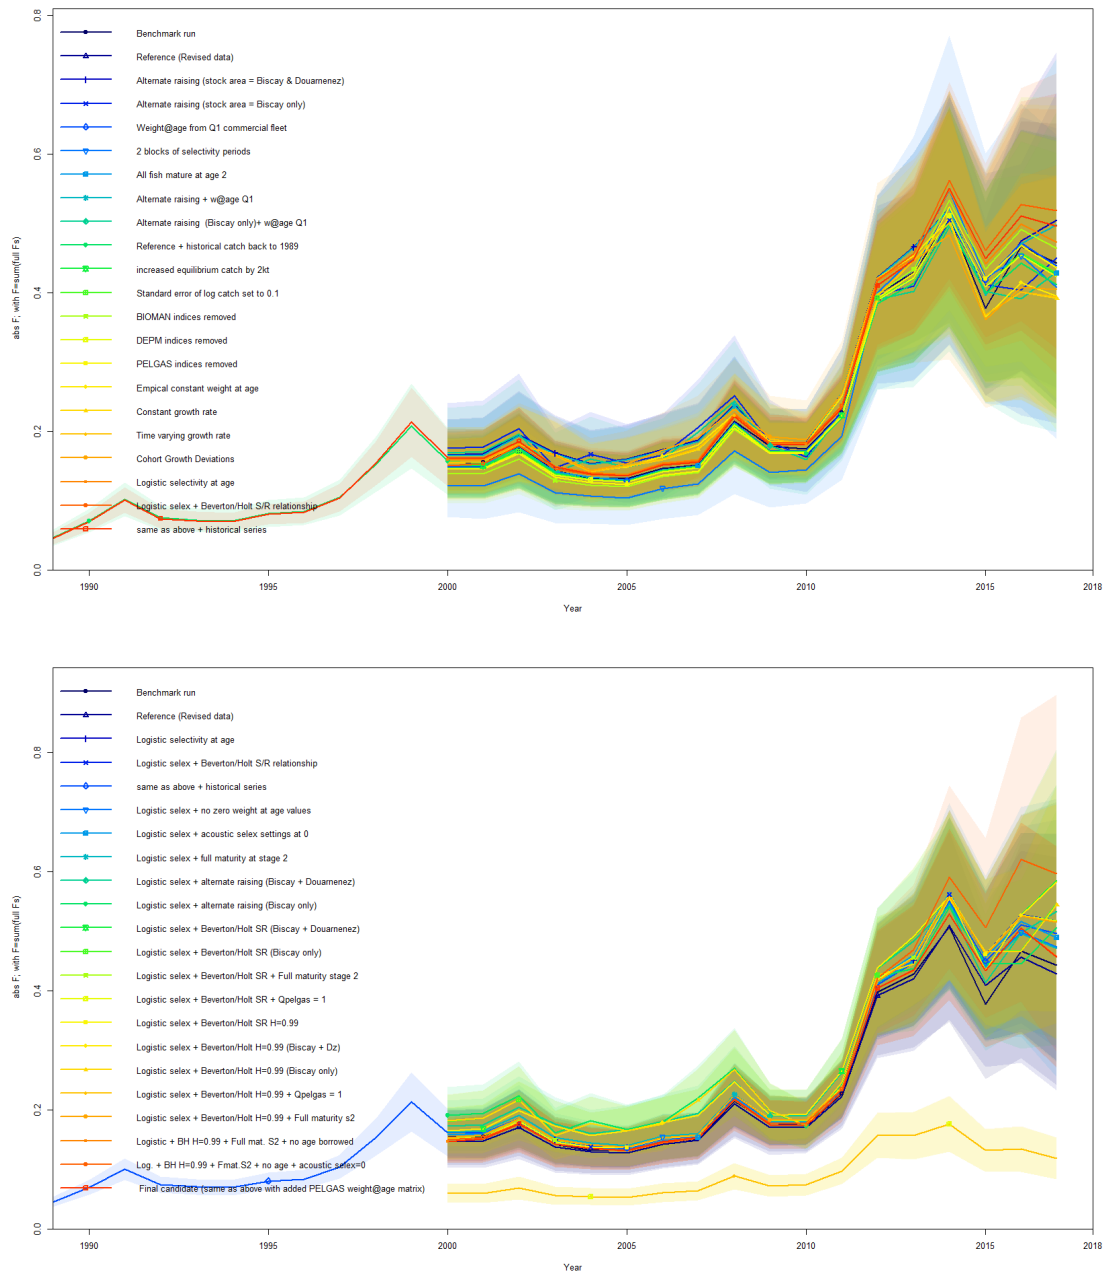 0.8
0.6
0.4
0.2
0.0
abs F; with F=sum(full Fs)
Benchmark run
Reference (Revised data)
Alternate raising (stock area = Biscay & Douarnenez)
Alternate raising (stock area = Biscay only)
Weight@age from Q1 commercial fleet
2 blocks of selectivity periods
All fish mature at age 2
Alternate raising + w@age Q1
Alternate raising (Biscay only)+ w@age Q1
Reference + historical catch back to 1989
increased equilibrium catch by 2kt
Standard error of log catch set to 0.1
BIOMAN indices removed
DEPM indices removed
PELGAS indices removed
Empical constant weight at age
Constant growth rate
Time varying growth rate
Cohort Growth Deviations
Logistic selectivity at age
Logistic selex + Beverton/Holt S/R relationship
same as above + historical series
1990 1995 2000 2005 2010 2015 2018
Year
0.8
0.6
0.4
0.2
0.0
abs F; with F=sum(full Fs)
Benchmark run
Reference (Revised data)
Logistic selectivity at age
Logistic selex + Beverton/Holt S/R relationship
same as above + historical series
Logistic selex + no zero weight at age values
Logistic selex + acoustic selex settings at 0
Logistic selex + full maturity at stage 2
Logistic selex + alternate raising (Biscay + Douarnenez)
Logistic selex + alternate raising (Biscay only)
Logistic selex + Beverton/Holt SR (Biscay + Douarnenez)
Logistic selex + Beverton/Holt SR (Biscay only)
Logistic selex + Beverton/Holt SR + Full maturity stage 2
Logistic selex + Beverton/Holt SR + Qpelgas = 1
Logistic selex + Beverton/Holt SR H=0.99
Logistic selex + Beverton/Holt H=0.99 (Biscay + Dz)
Logistic selex + Beverton/Holt H=0.99 (Biscay only)
Logistic selex + Beverton/Holt H=0.99 + Qpelgas = 1
Logistic selex + Beverton/Holt H=0.99 + Full maturity s2
Logistic + BH H=0.99 + Full mat. S2 + no age borrowed
Log. + BH H=0.99 + Fmat.S2 + no age + acoustic selex=0
Final candidate (same as above with added PELGAS weight@age matrix)
1990 1995 2000 2005 2010 2015 2018
Year